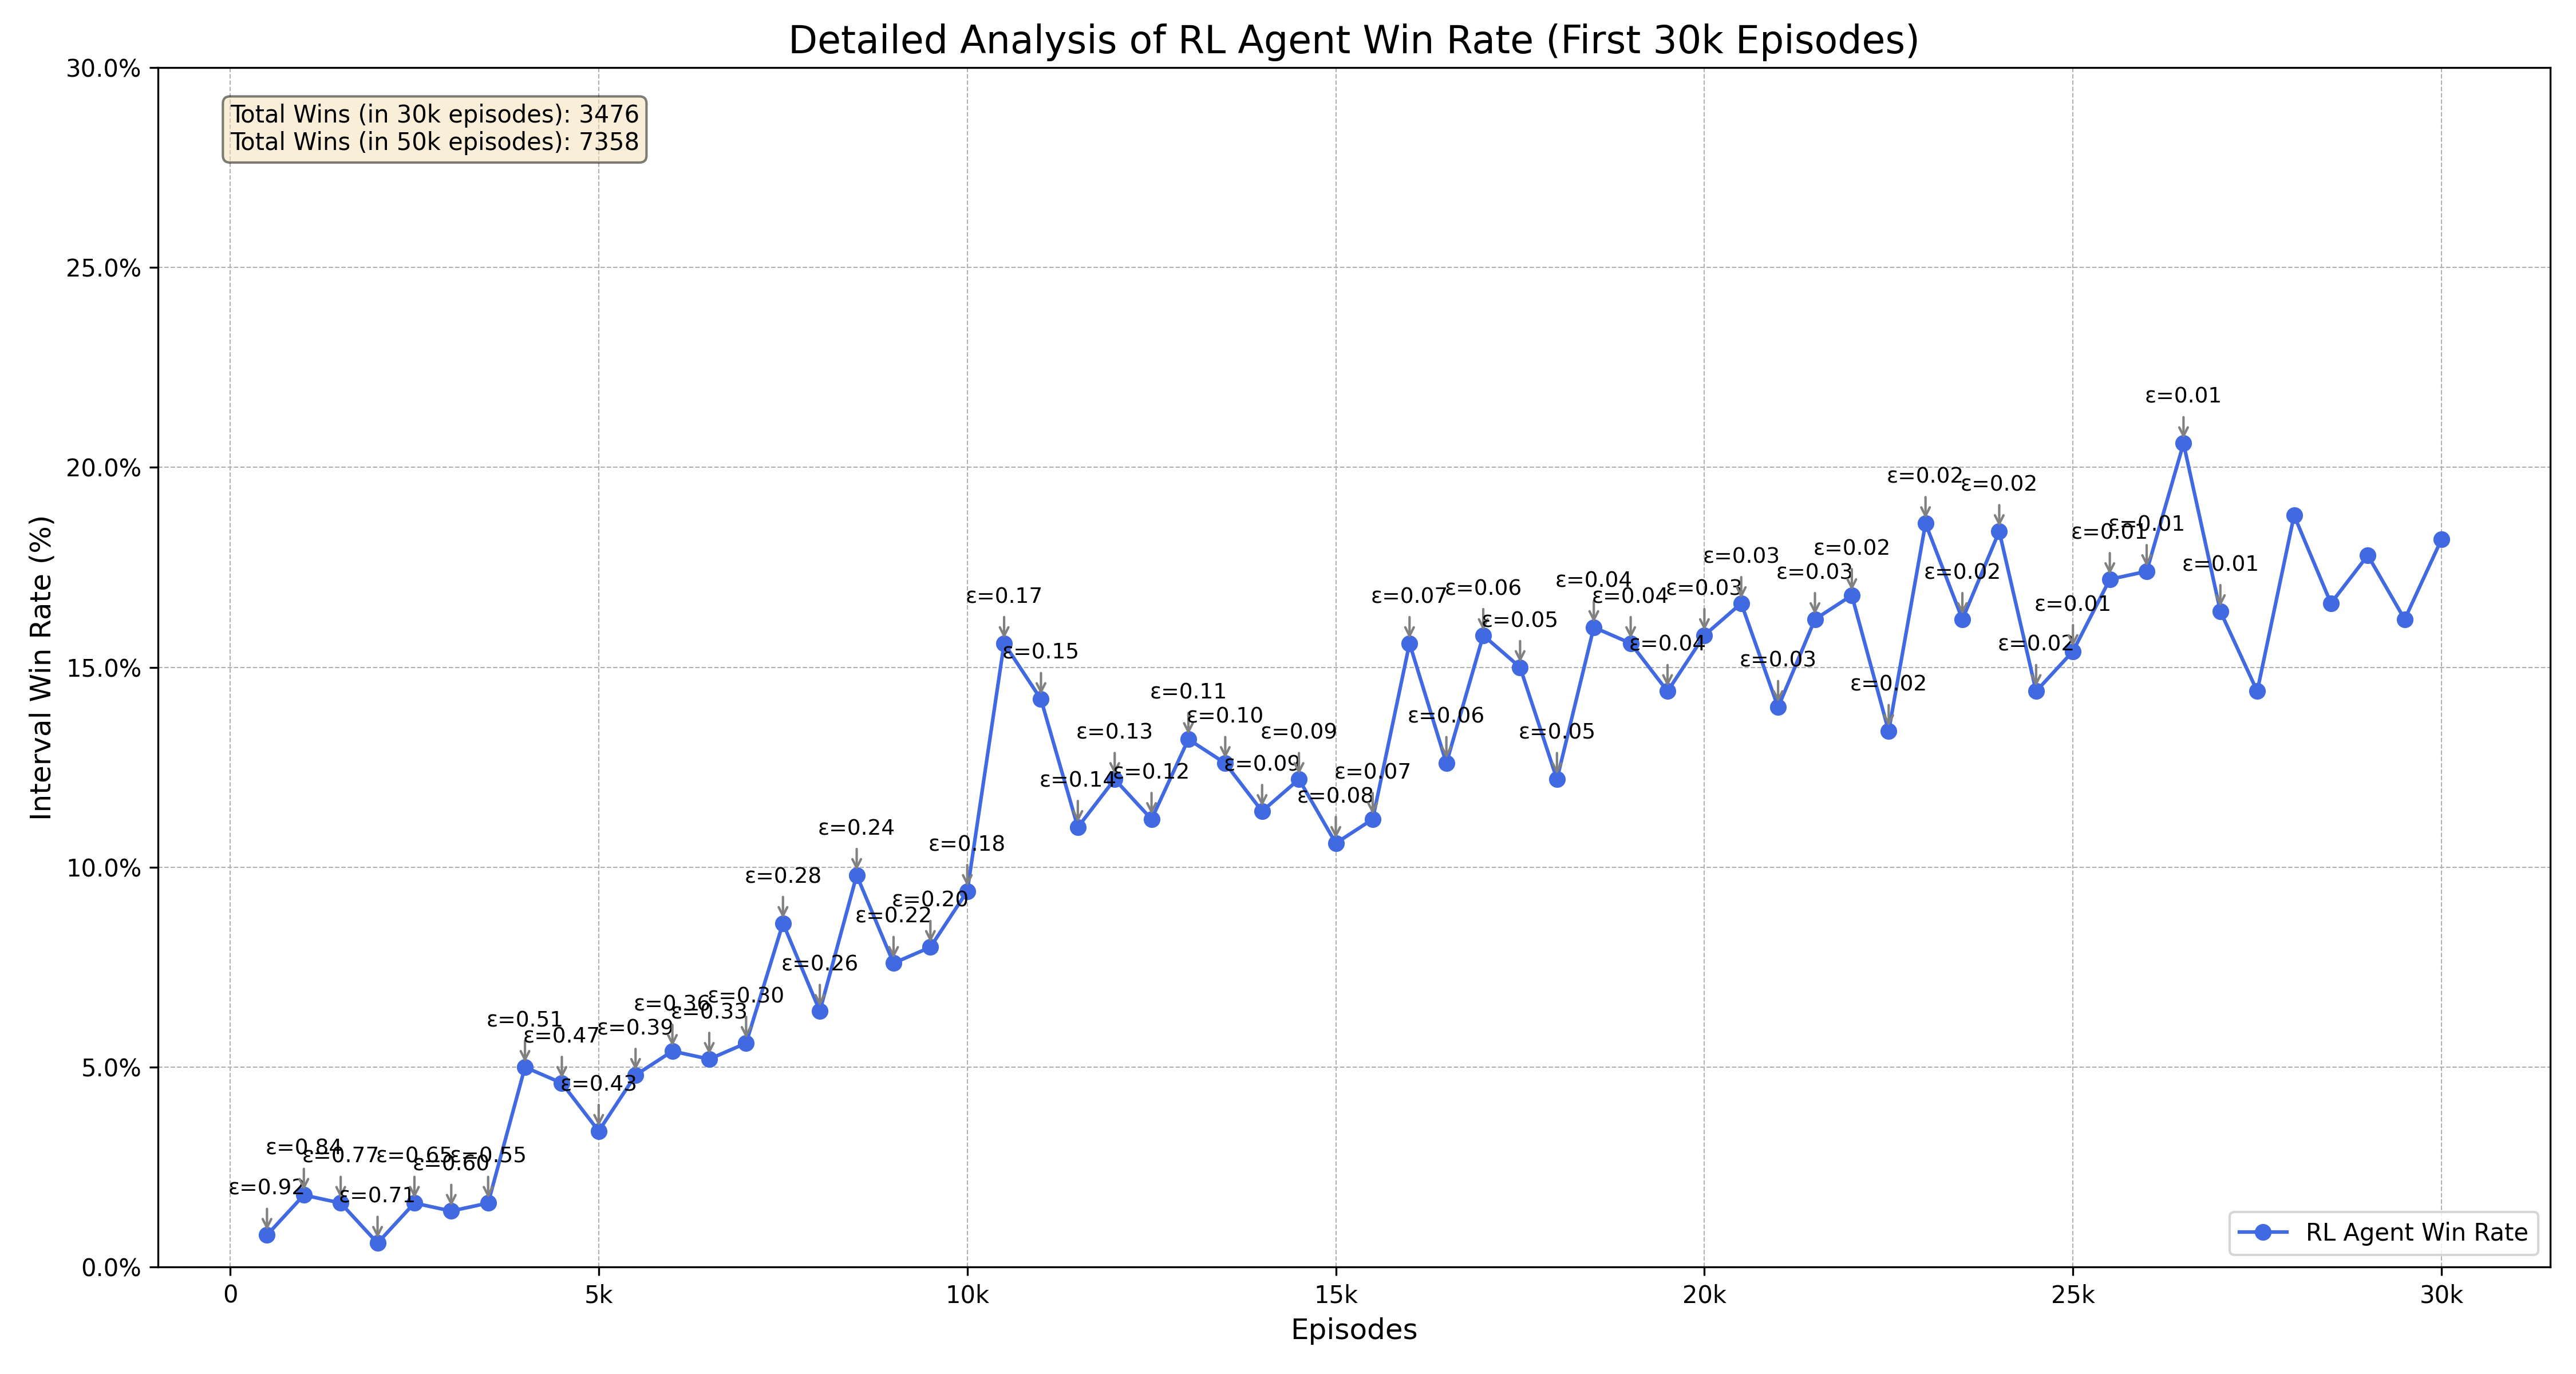 Detailed Analysis of RL Agent Win Rate (First 30k Episodes)
Total Wins (in 30k episodes): 3476
Total Wins (in 50k episodes): 7358
Interval Win Rate (%)
30.0%
25.0%
20.0%
15.0%
10.0%
5.0%
0.0%
ε=0.92
ε=0.84
ε=0.77
ε=0.71
ε=0.65
ε=0.60
ε=0.55
ε=0.51
ε=0.47
ε=0.43
ε=0.39
ε=0.36
ε=0.33
ε=0.30
ε=0.28
ε=0.26
ε=0.24
ε=0.22
ε=0.20
ε=0.18
ε=0.17
ε=0.15
ε=0.14
ε=0.13
ε=0.12
ε=0.11
ε=0.10
ε=0.09
ε=0.09
ε=0.08
ε=0.07
ε=0.07
ε=0.06
ε=0.06
ε=0.05
ε=0.05
ε=0.04
ε=0.04
ε=0.04
ε=0.03
ε=0.03
ε=0.03
ε=0.03
ε=0.02
ε=0.02
ε=0.02
ε=0.02
ε=0.02
ε=0.02
ε=0.01
ε=0.01
ε=0.01
ε=0.01
ε=0.01
RL Agent Win Rate
0
5k
10k
15k
20k
25k
30k
Episodes